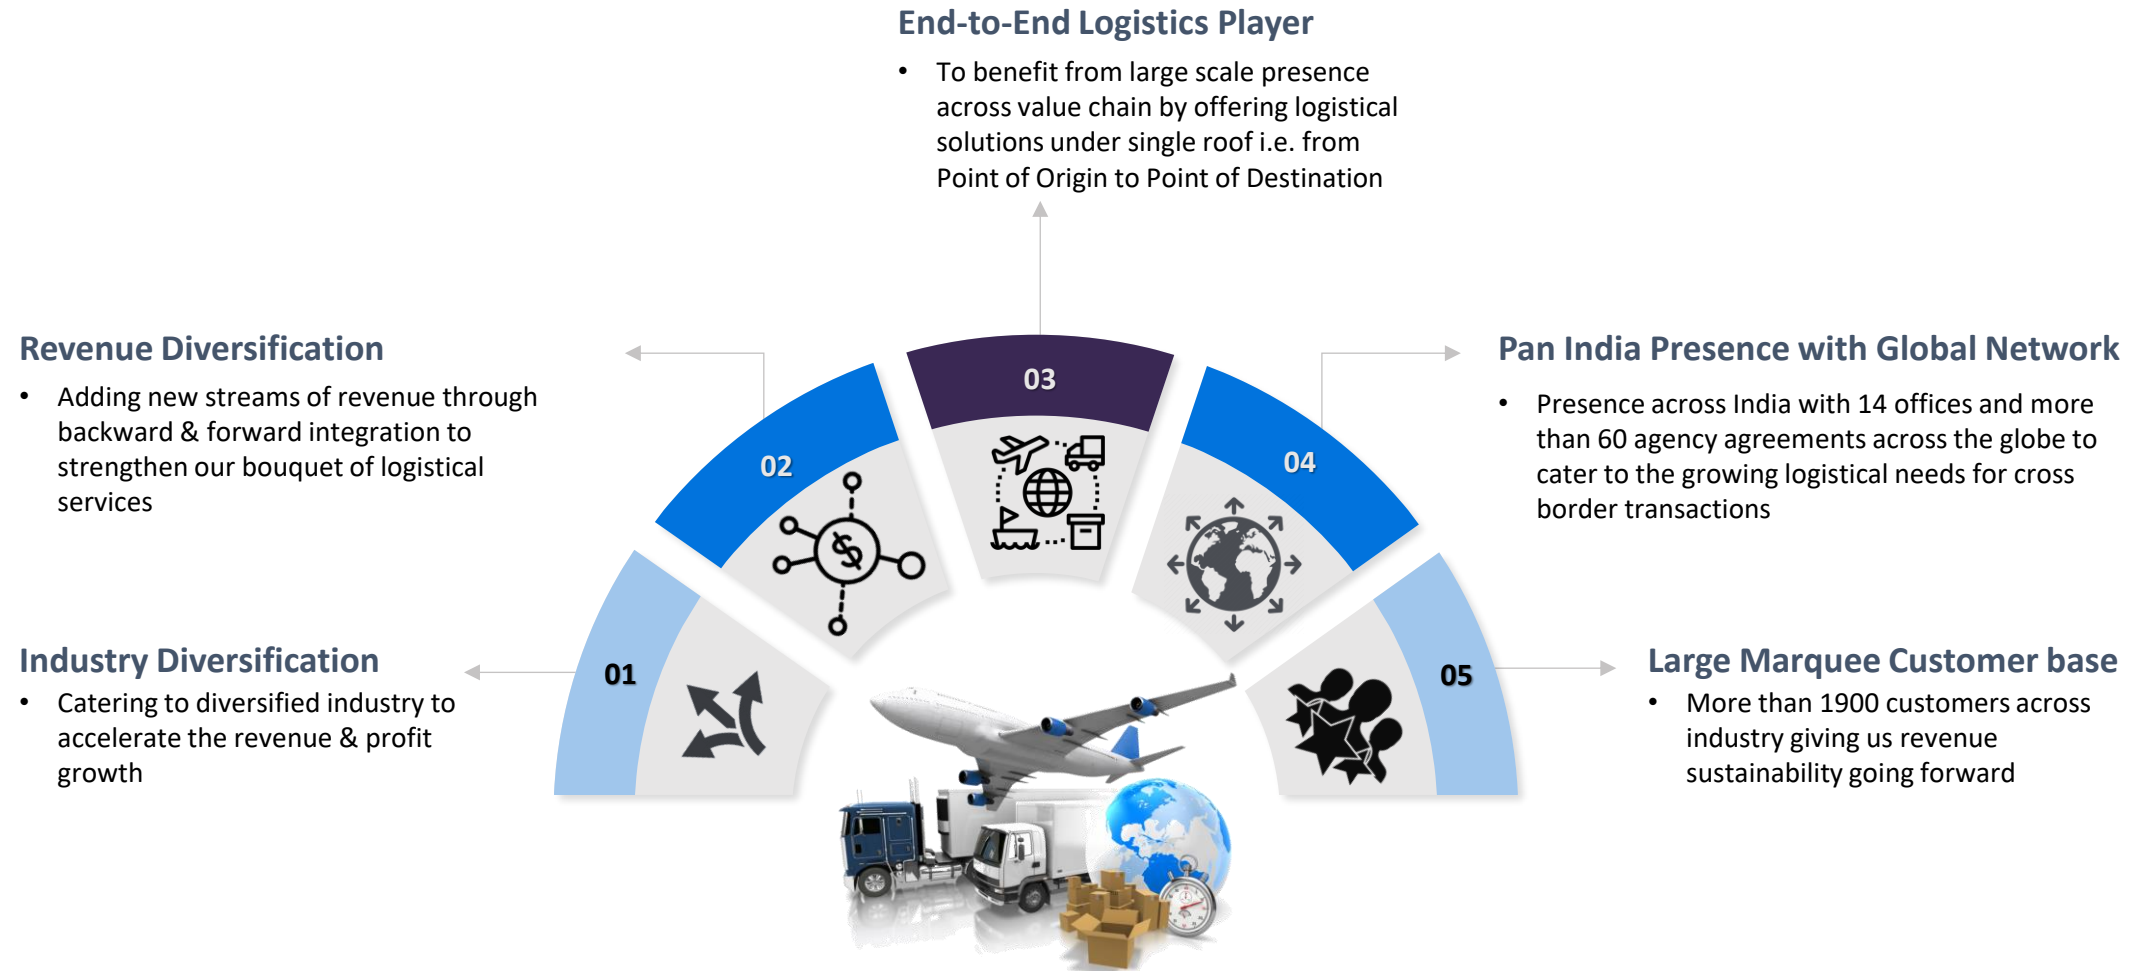 End-to-End Logistics Player
• To benefit from large scale presence
across value chain by offering logistical
solutions under single roof i.e. from
Point of Origin to Point of Destination
Revenue Diversification
• Adding new streams of revenue through
backward & forward integration to
strengthen our bouquet of logistical
services
Industry Diversification
• Catering to diversified industry to
accelerate the revenue & profit
growth
01
02
03
04
05
Pan India Presence with Global Network
• Presence across India with 14 offices and more
than 60 agency agreements across the globe to
cater to the growing logistical needs for cross
border transactions
Large Marquee Customer base
• More than 1900 customers across
industry giving us revenue
sustainability going forward